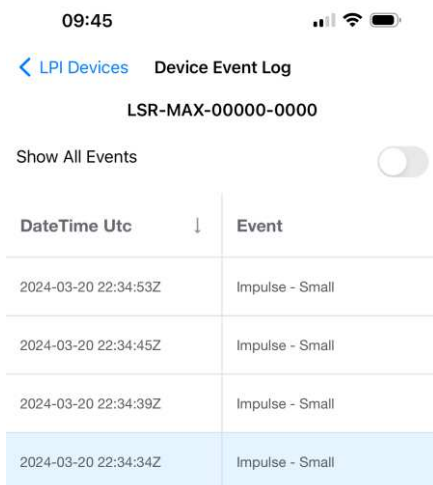 09:45
LPI Devices Device Event Log
LSR-MAX-00000-0000
Show All Events
DateTime Utc ↓ Event
2024-03-20 22:34:53Z Impulse - Small
2024-03-20 22:34:45Z Impulse - Small
2024-03-20 22:34:39Z Impulse - Small
2024-03-20 22:34:34Z Impulse - Small